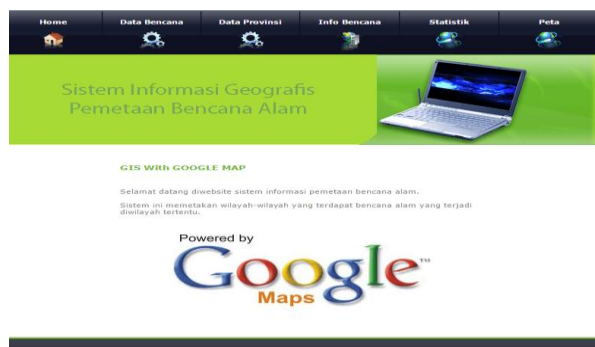 Home Data Bencana Data Provinsi Info Bencana Statistik Peta
Sistem Informasi Geografis
Pemetaan Bencana Alam
GIS With GOOGLE MAP
Selamat datang diwebsite sistem informasi pemetaan bencana alam.
Sistem ini memetakan wilayah-wilayah yang terdapat bencana alam yang terjadi
diwilayah tertentu.
Powered by
Google™
Maps